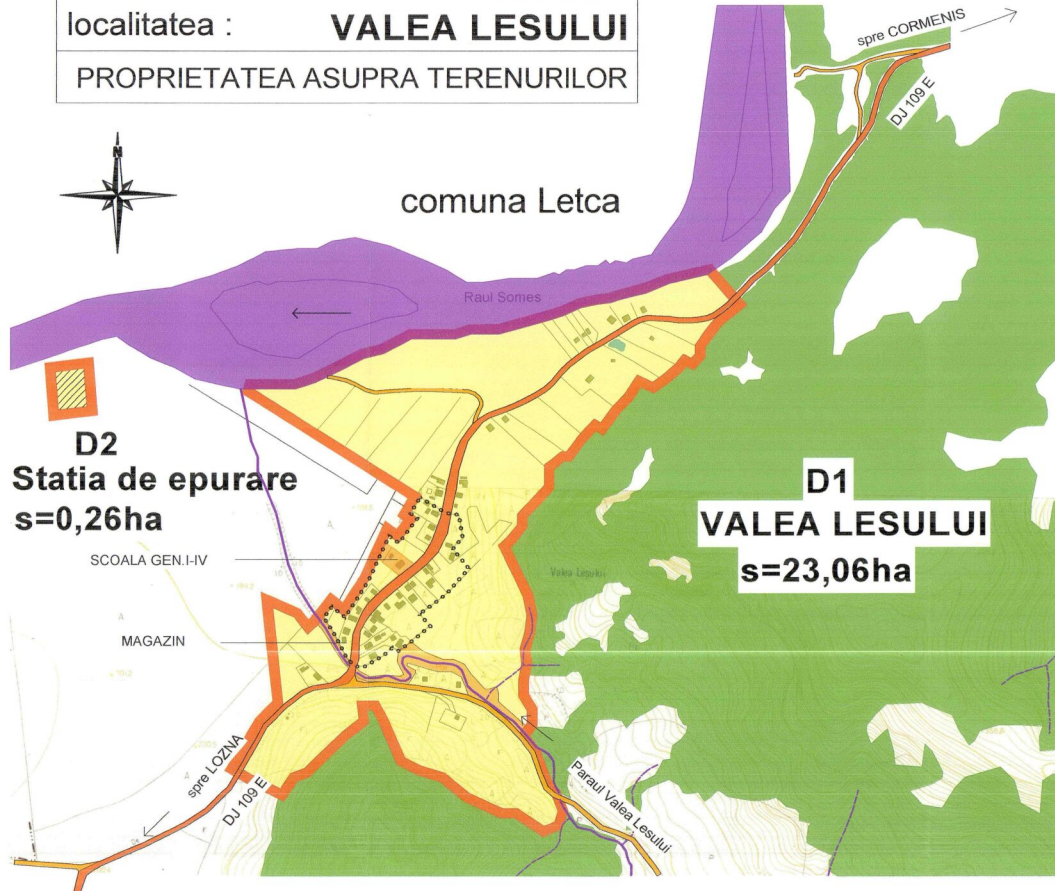 localitatea : VALEA LESULUI
PROPRIETATEA ASUPRA TERENURILOR
spre CORMENIS
DJ 109 E
N
comuna Letca
Raul Somes
D2
Statia de epurare
s=0,26ha
D1
VALEA LESULUI
s=23,06ha
SCOALA GEN.I-IV
Valea Lesului
MAGAZIN
spre LOZNA
DJ 109 E
Paraul Valea Lesului